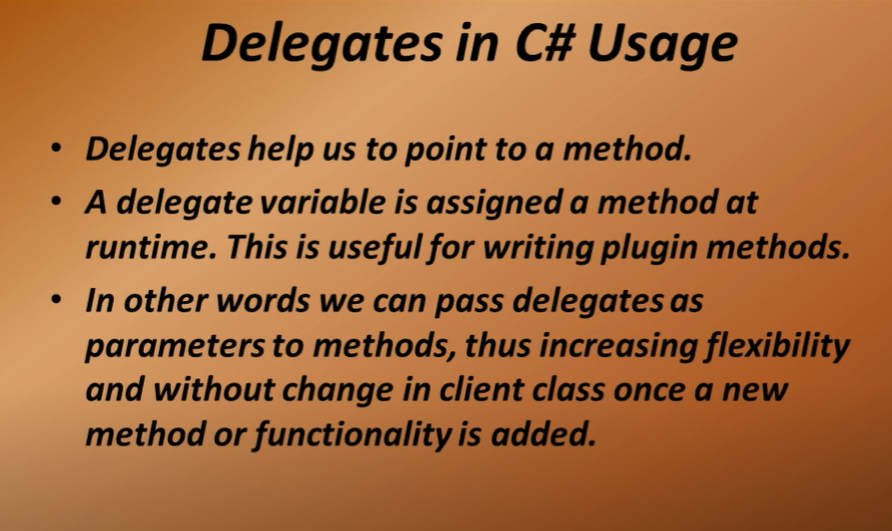 Delegates in C# Usage
• Delegates help us to point to a method.
• A delegate variable is assigned a method at
runtime. This is useful for writing plugin methods.
• In other words we can pass delegates as
parameters to methods, thus increasing flexibility
and without change in client class once a new
method or functionality is added.